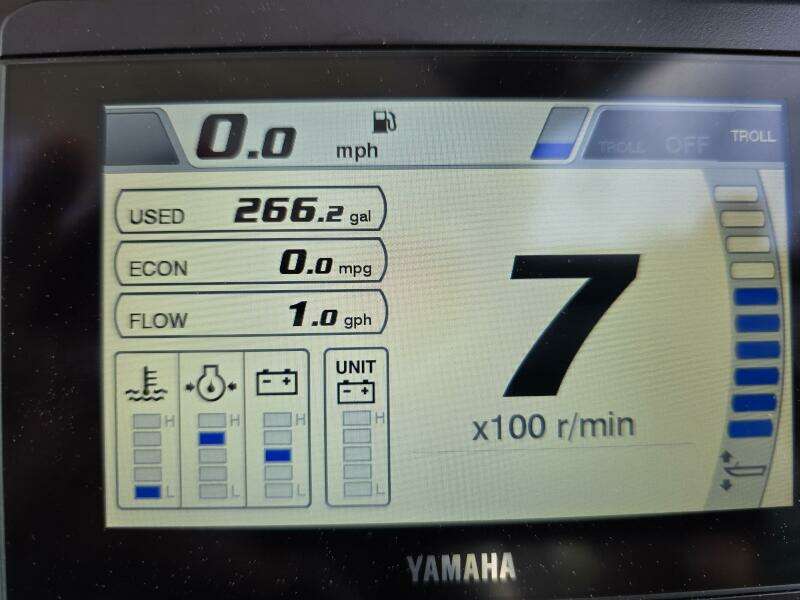 0.0 mph
TROLL OFF TROLL
USED 266.2 gal
ECON 0.0 mpg
FLOW 1.0 gph
7
x100 r/min
UNIT
H H H H
L L L L
YAMAHA